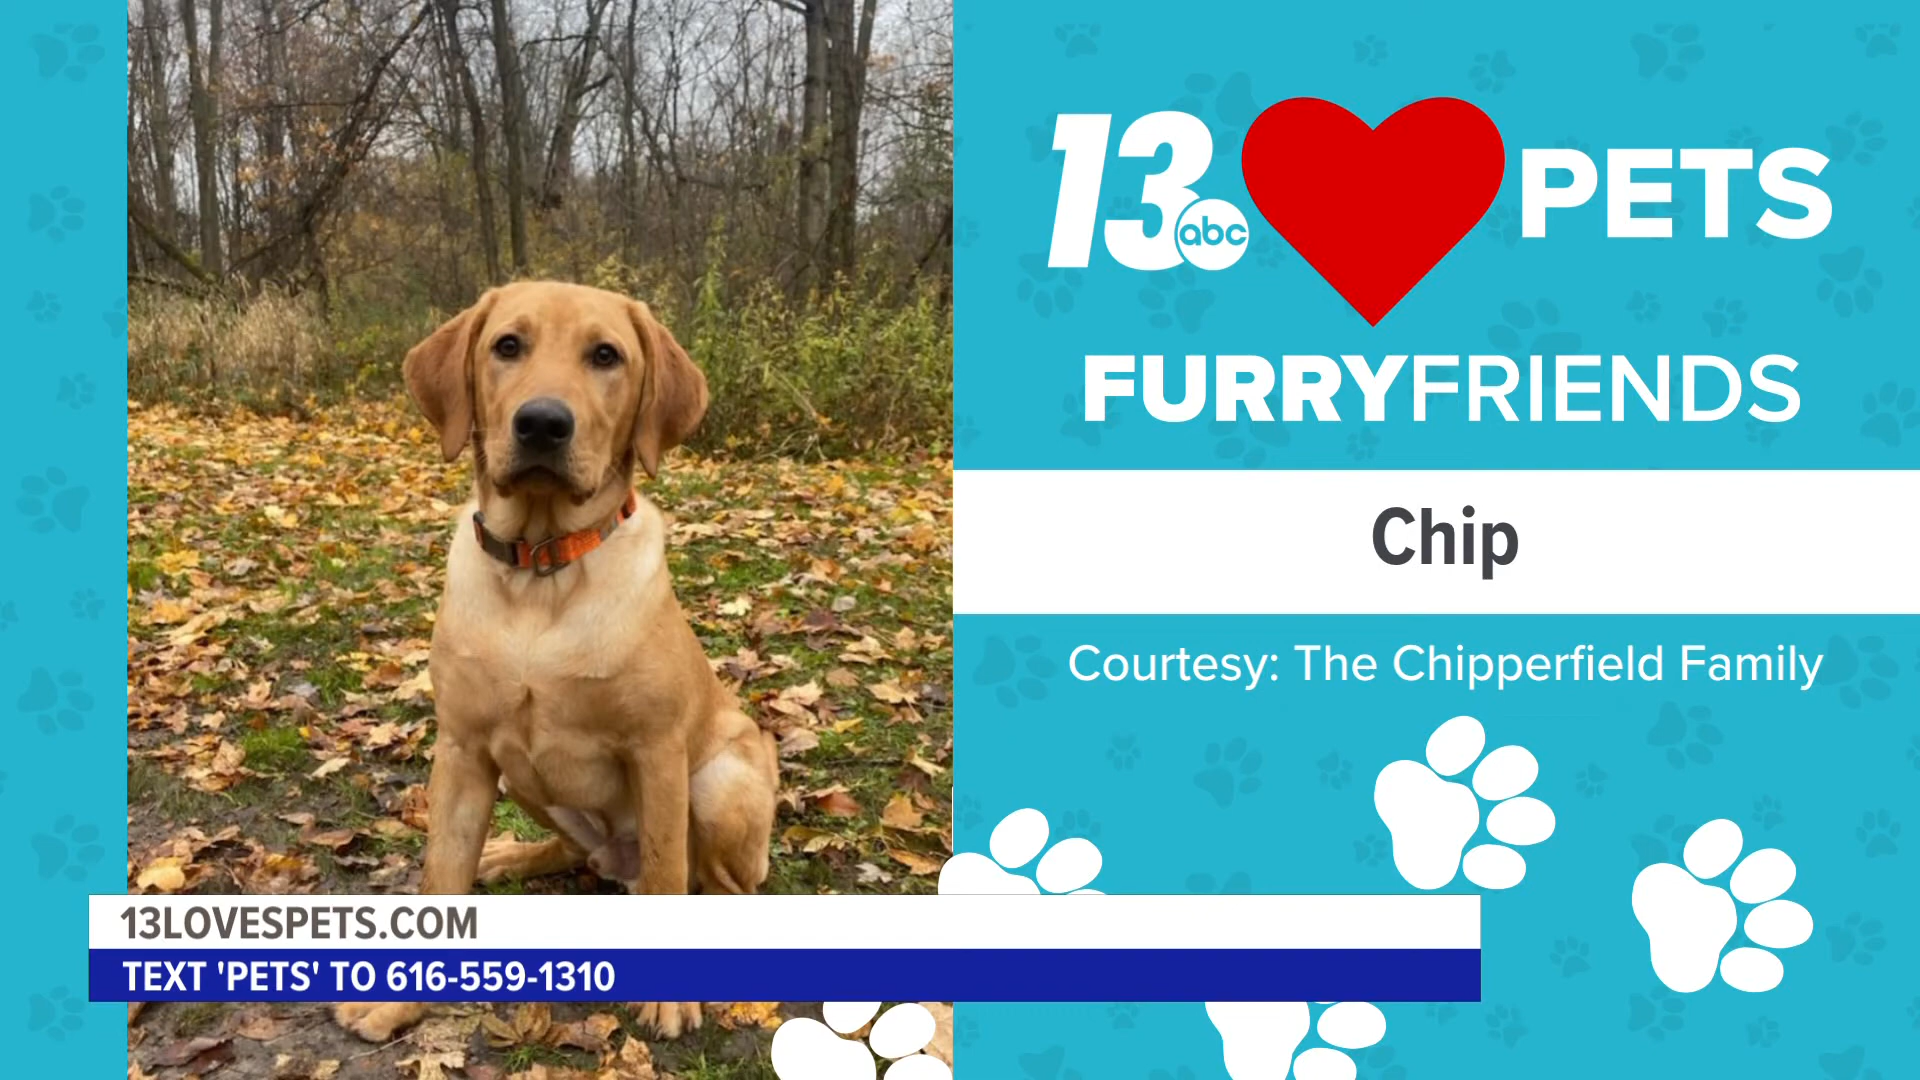 13 abc PETS
FURRYFRIENDS
Chip
Courtesy: The Chipperfield Family
13LOVESPETS.COM
TEXT 'PETS' TO 616-559-1310